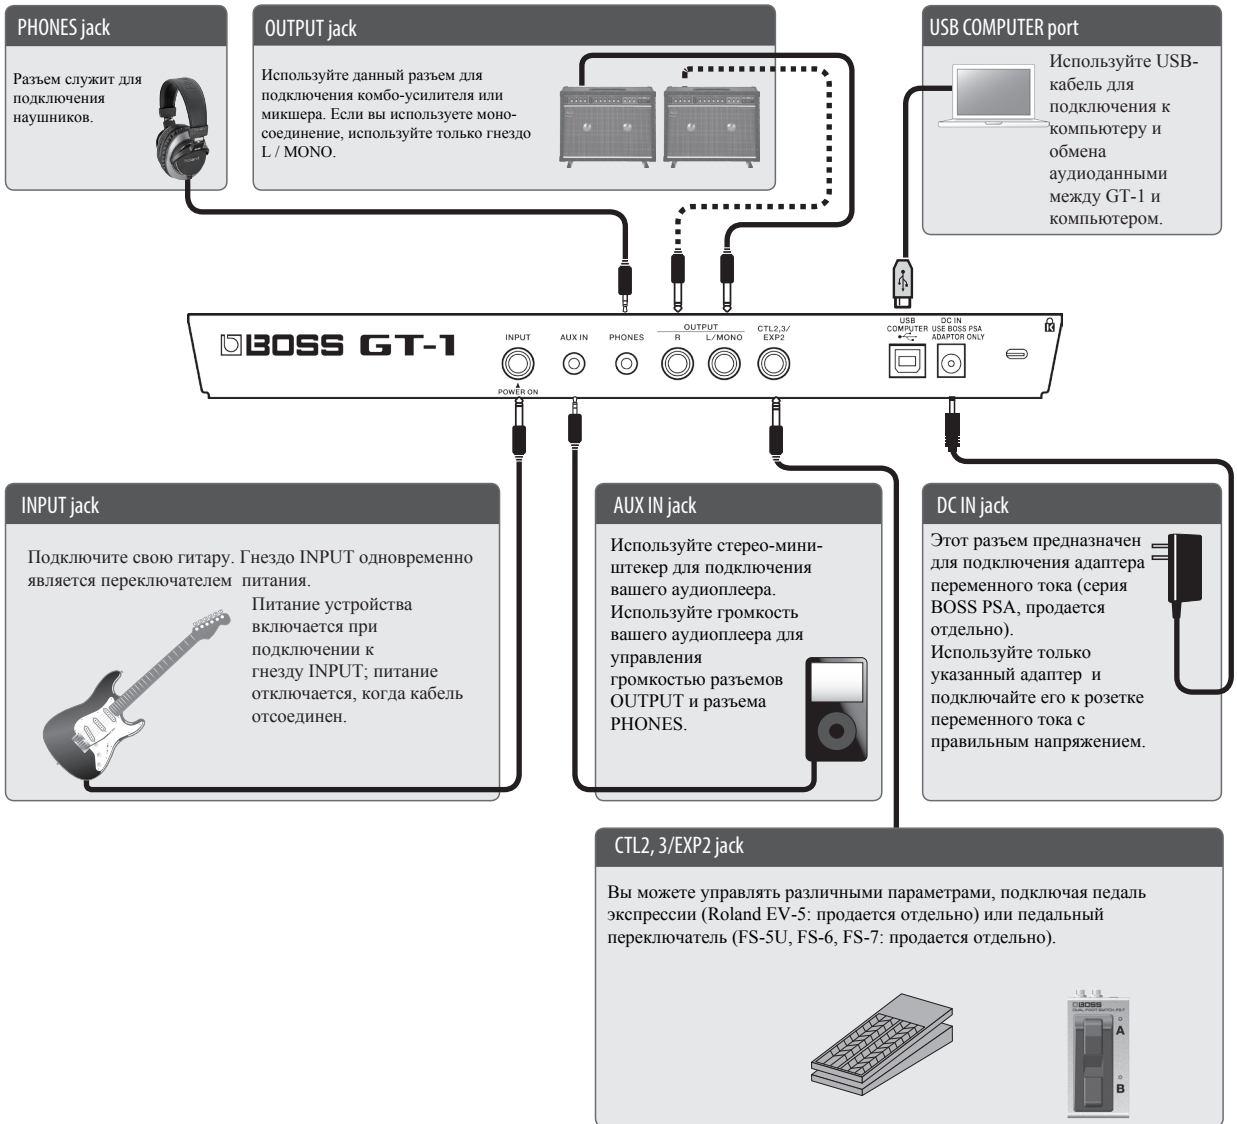 PHONES jack
Разъем служит для
подключения
наушников.
OUTPUT jack
Используйте данный разъем для
подключения комбо-усилителя или
микшера. Если вы используете моно-
соединение, используйте только гнездо
L / MONO.
USB COMPUTER port
Используйте USB-
кабель для
подключения к
компьютеру и
обмена
аудиоданными
между GT-1 и
компьютером.
BOSS GT-1
INPUT
POWER ON
AUX IN
PHONES
OUTPUT
R
L/MONO
CTL2,3/
EXP2
USB
COMPUTER
DC IN
USE BOSS PSA
ADAPTOR ONLY
INPUT jack
Подключите свою гитару. Гнездо INPUT одновременно
является переключателем питания.
Питание устройства
включается при
подключении к
гнезду INPUT; питание
отключается, когда кабель
отсоединен.
AUX IN jack
Используйте стерео-мини-
штекер для подключения
вашего аудиоплеера.
Используйте громкость
вашего аудиоплеера для
управления
громкостью разъемов
OUTPUT и разъема
PHONES.
DC IN jack
Этот разъем предназначен
для подключения адаптера
переменного тока (серия
BOSS PSA, продается
отдельно).
Используйте только
указанный адаптер и
подключайте его к розетке
переменного тока с
правильным напряжением.
CTL2, 3/EXP2 jack
Вы можете управлять различными параметрами, подключая педаль
экспрессии (Roland EV-5: продается отдельно) или педальный
переключатель (FS-5U, FS-6, FS-7: продается отдельно).
BOSS
DUAL FOOT SWITCH FS-7
A
B